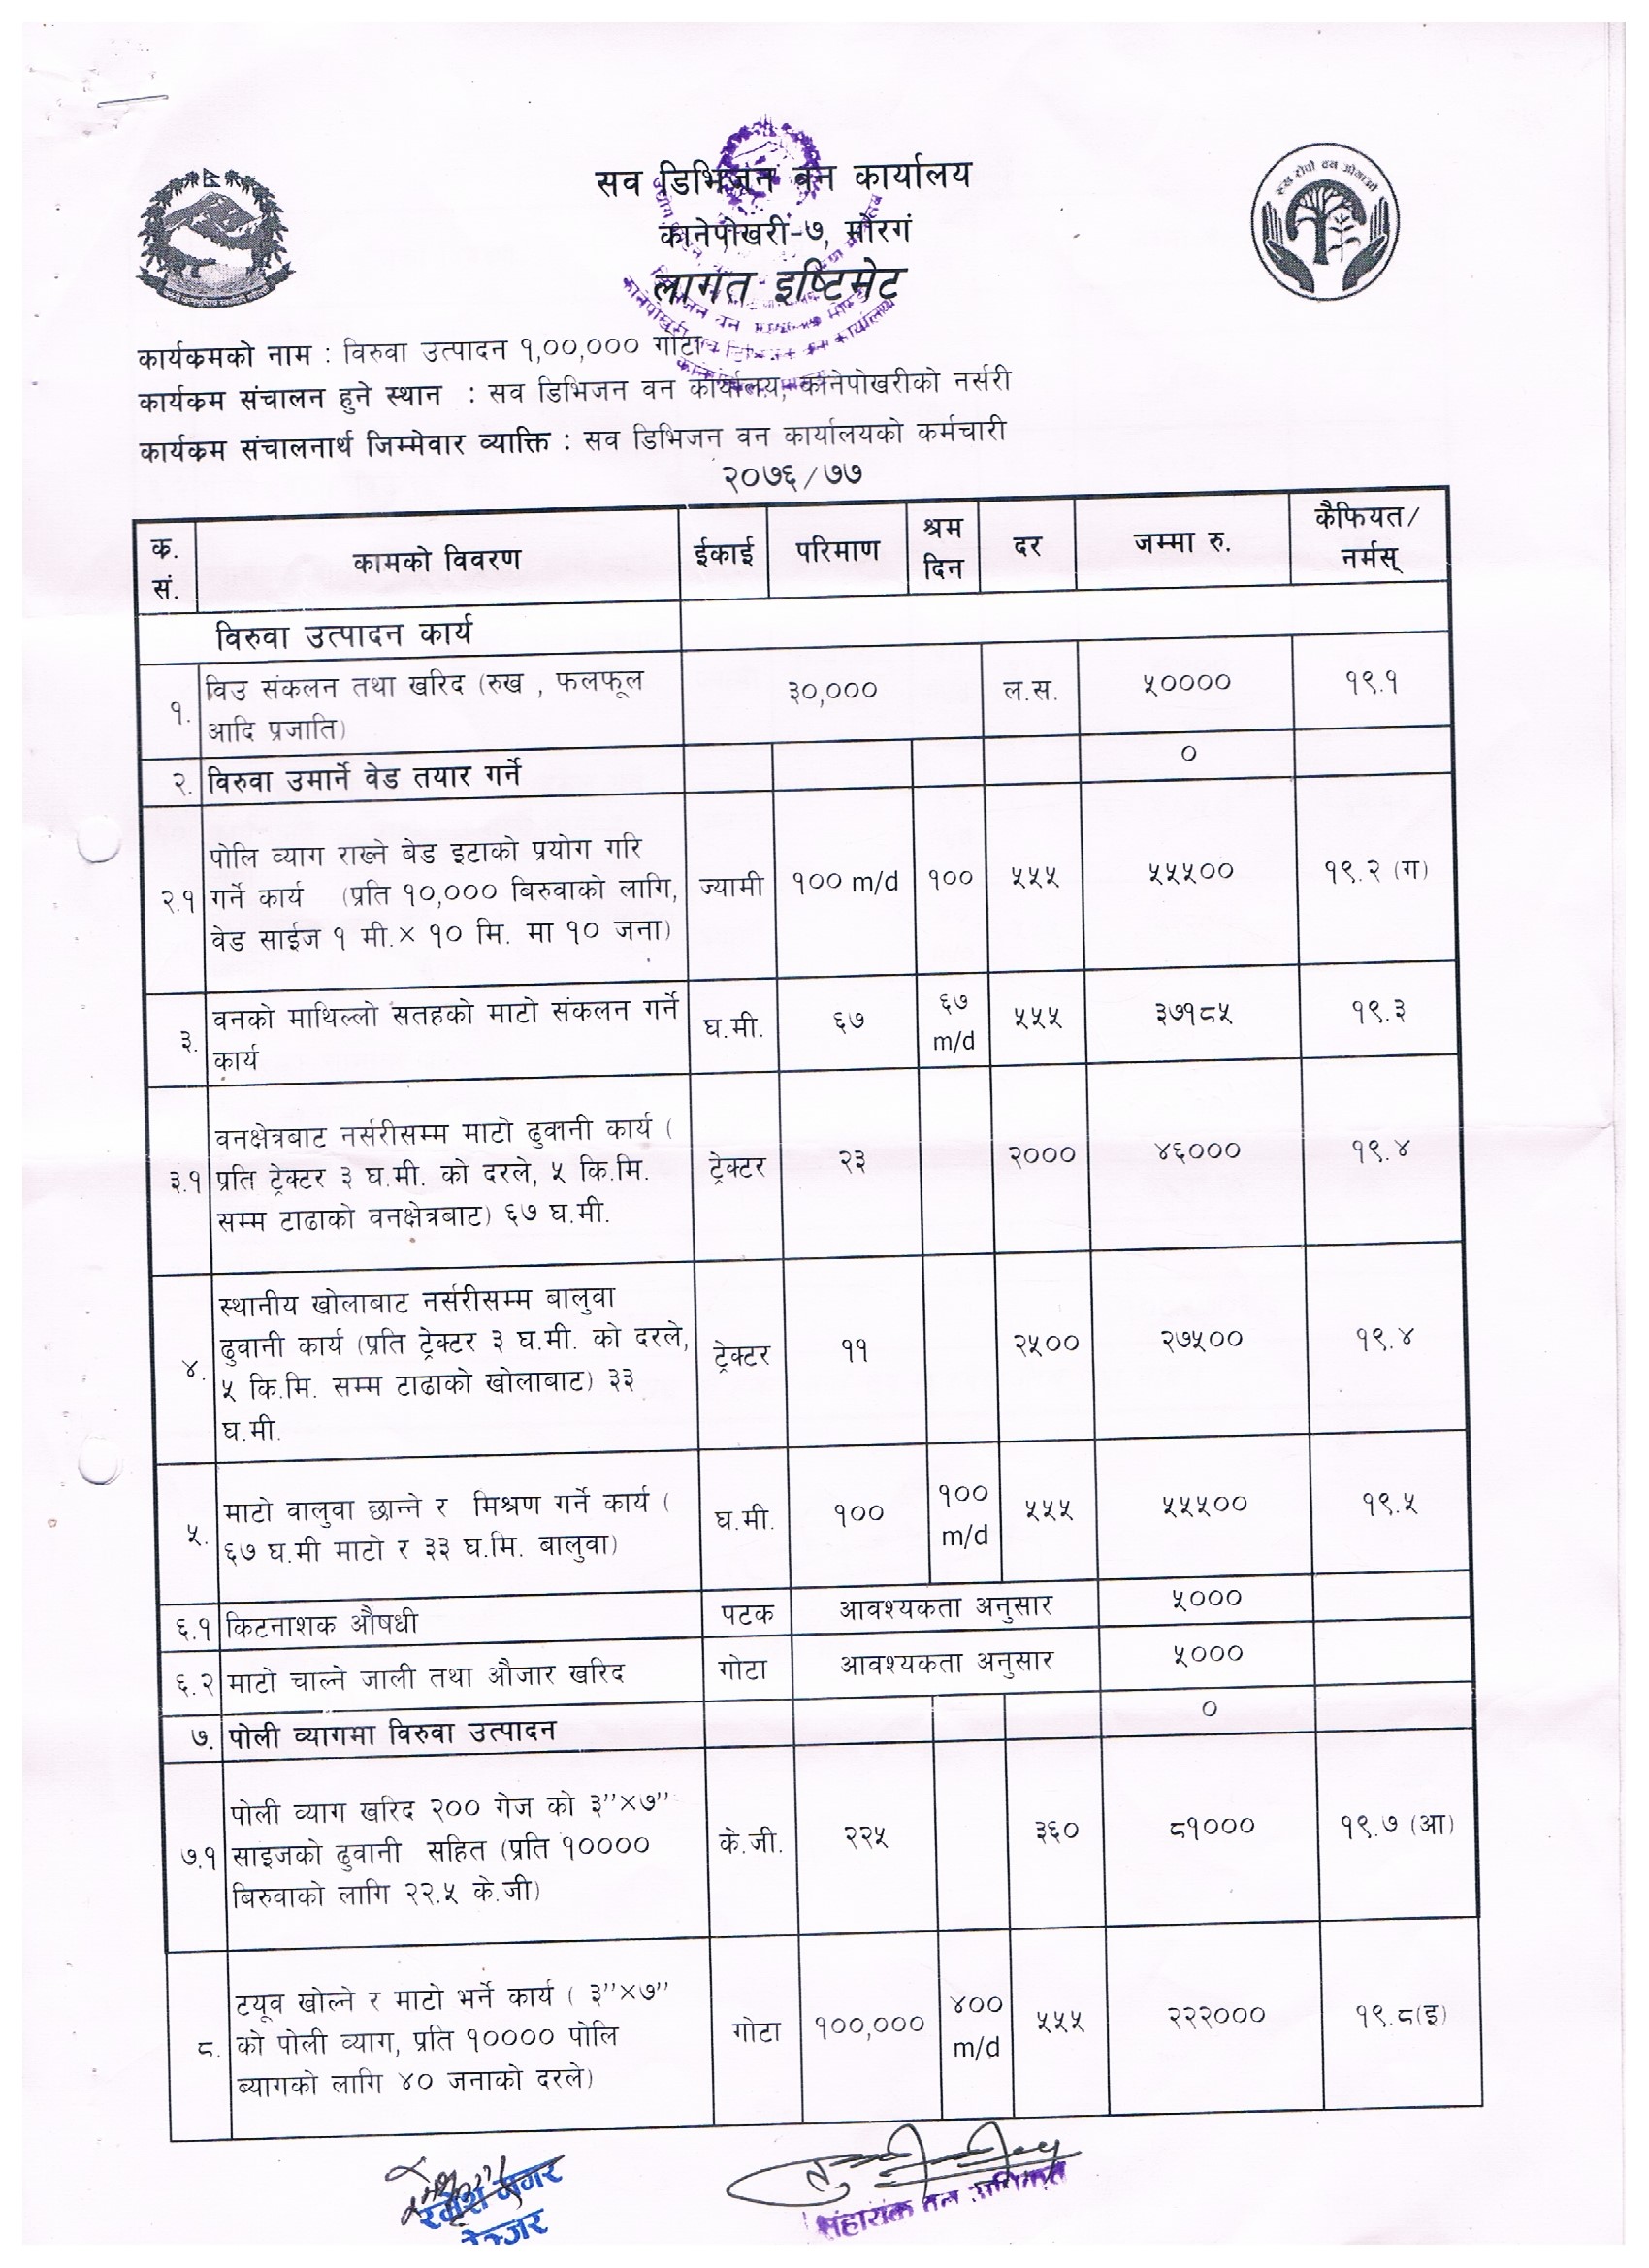 रुख रोपौ वन जोगाऔ
सव डिभिजन वन कार्यालय
कानेपोखरीं-७, मोरगं
लागत इष्टिमेट
कार्यक्रमको नाम : विरुवा उत्पादन १,००,००० गोटा
कार्यक्रम संचालन हुने स्थान : सव डिभिजन वन कार्यालय, कानेपोखरीको नर्सरी
कार्यक्रम संचालनार्थ जिम्मेवार व्याक्ति : सव डिभिजन वन कार्यालयको कर्मचारी
२०७६/७७
क. सं. कामको विवरण ईकाई परिमाण श्रम दिन दर जम्मा रु. कैफियत/ नर्मस्
विरुवा उत्पादन कार्य
१. विउ संकलन तथा खरिद (रुख , फलफूल ३०,००० ल.स. ५०००० १९.१
आदि प्रजाति)
२. विरुवा उमार्ने वेड तयार गर्ने ०
पोलि व्याग राख्ने बेड इटाको प्रयोग गरि
२.१ गर्ने कार्य (प्रति १०,००० बिरुवाको लागि, ज्यामी १०० m/d १०० ५५५ ५५५०० १९.२ (ग)
वेड साईज १ मी.× १० मि. मा १० जना)
३. वनको माथिल्लो सतहको माटो संकलन गर्ने घ.मी. ६७ ६७ m/d ५५५ ३७१८५ १९.३
कार्य
वनक्षेत्रबाट नर्सरीसम्म माटो ढुवानी कार्य (
३.१ प्रति ट्रेक्टर ३ घ.मी. को दरले, ५ कि.मि. ट्रेक्टर २३ २००० ४६००० १९.४
सम्म टाढाको वनक्षेत्रबाट) ६७ घ.मी.
स्थानीय खोलाबाट नर्सरीसम्म बालुवा
ढुवानी कार्य (प्रति ट्रेक्टर ३ घ.मी. को दरले,
४. ५ कि.मि. सम्म टाढाको खोलाबाट) ३३ ट्रेक्टर ११ २५०० २७५०० १९.४
घ.मी.
५. माटो वालुवा छान्ने र मिश्रण गर्ने कार्य ( घ.मी. १०० १०० m/d ५५५ ५५५०० १९.५
६७ घ.मी माटो र ३३ घ.मि. बालुवा)
६.१ किटनाशक औषधी पटक आवश्यकता अनुसार ५०००
६.२ माटो चाल्ने जाली तथा औजार खरिद गोटा आवश्यकता अनुसार ५०००
७. पोली व्यागमा विरुवा उत्पादन ०
पोली व्याग खरिद २०० गेज को ३’’×७’’
७.१ साइजको ढुवानी सहित (प्रति १०००० के.जी. २२५ ३६० ८१००० १९.७ (आ)
बिरुवाको लागि २२.५ के.जी)
टयूव खोल्ने र माटो भर्ने कार्य ( ३’’×७’’
८. को पोली व्याग, प्रति १०००० पोलि गोटा १००,००० ४०० m/d ५५५ २२२००० १९.८(इ)
ब्यागको लागि ४० जनाको दरले)
रमेश मगर
रेञ्जर
सहायक वन अधिकृत